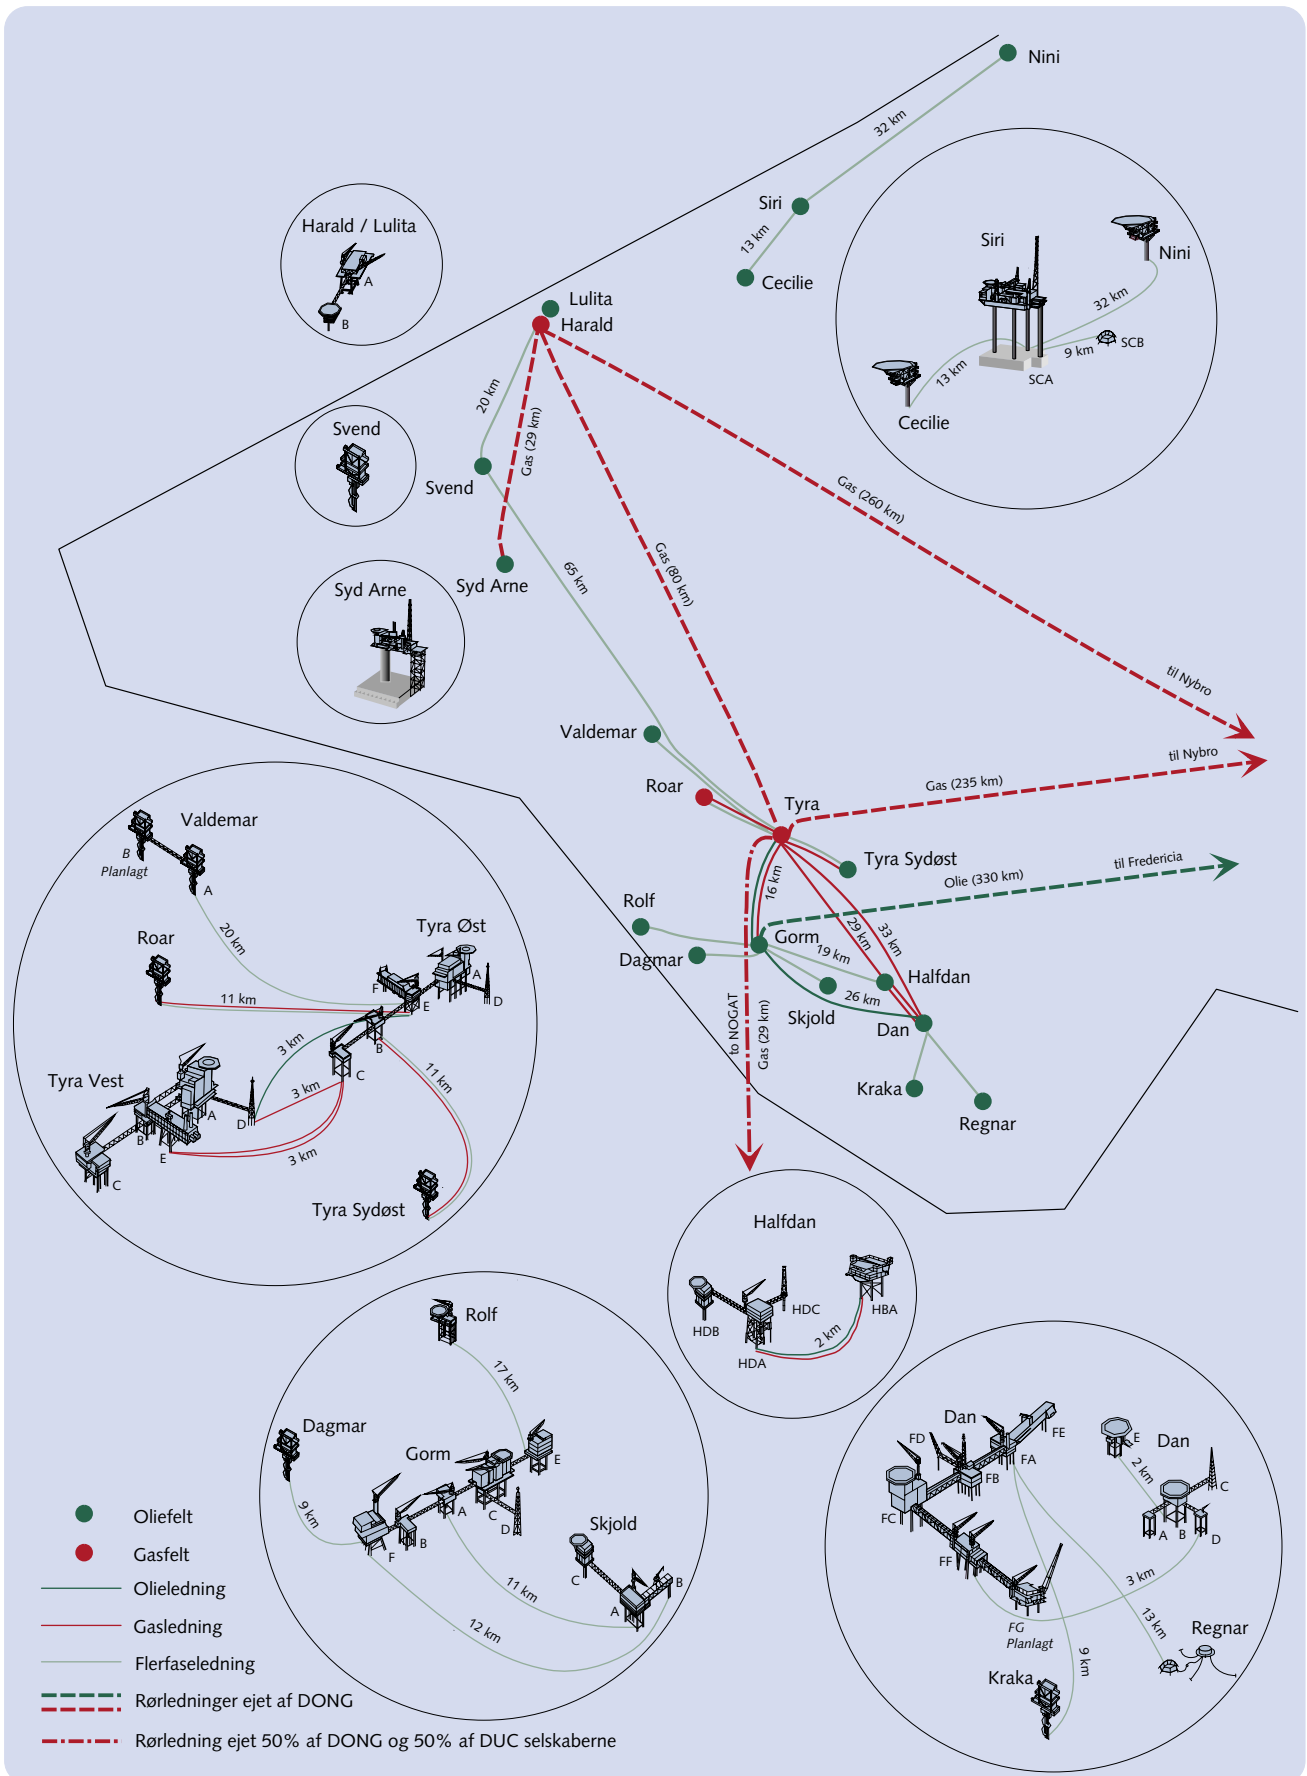 Nini
32 km
Siri
13 km
Cecilie
Siri
Nini
32 km
9 km
SCB
13 km
SCA
Cecilie
Harald / Lulita
A
B
Lulita
Harald
20 km
Gas (29 km)
Svend
Svend
Gas (260 km)
Gas (80 km)
65 km
Syd Arne
Syd Arne
til Nybro
Valdemar
til Nybro
Roar
Gas (235 km)
Tyra
Tyra Sydøst
til Fredericia
Olie (330 km)
16 km
Rolf
29 km
33 km
Gorm
19 km
Dagmar
Halfdan
26 km
Skjold
Dan
to NOGAT
Gas (29 km)
Kraka
Regnar
Valdemar
B
Planlagt
A
20 km
Tyra Øst
Roar
F
A
D
E
11 km
B
3 km
C
11 km
Tyra Vest
3 km
A
D
B
E
3 km
C
Tyra Sydøst
Halfdan
HDC
HBA
HDB
2 km
HDA
Rolf
17 km
Dagmar
Gorm
E
A
C
9 km
D
B
F
Skjold
C
B
11 km
A
12 km
Dan
FE
FD
FA
E
Dan
FB
2 km
C
FC
A
B
D
FF
3 km
FG
Planlagt
13 km
Regnar
9 km
Kraka
Oliefelt
Gasfelt
Olieledning
Gasledning
Flerfaseledning
Rørledninger ejet af DONG
Rørledning ejet 50% af DONG og 50% af DUC selskaberne